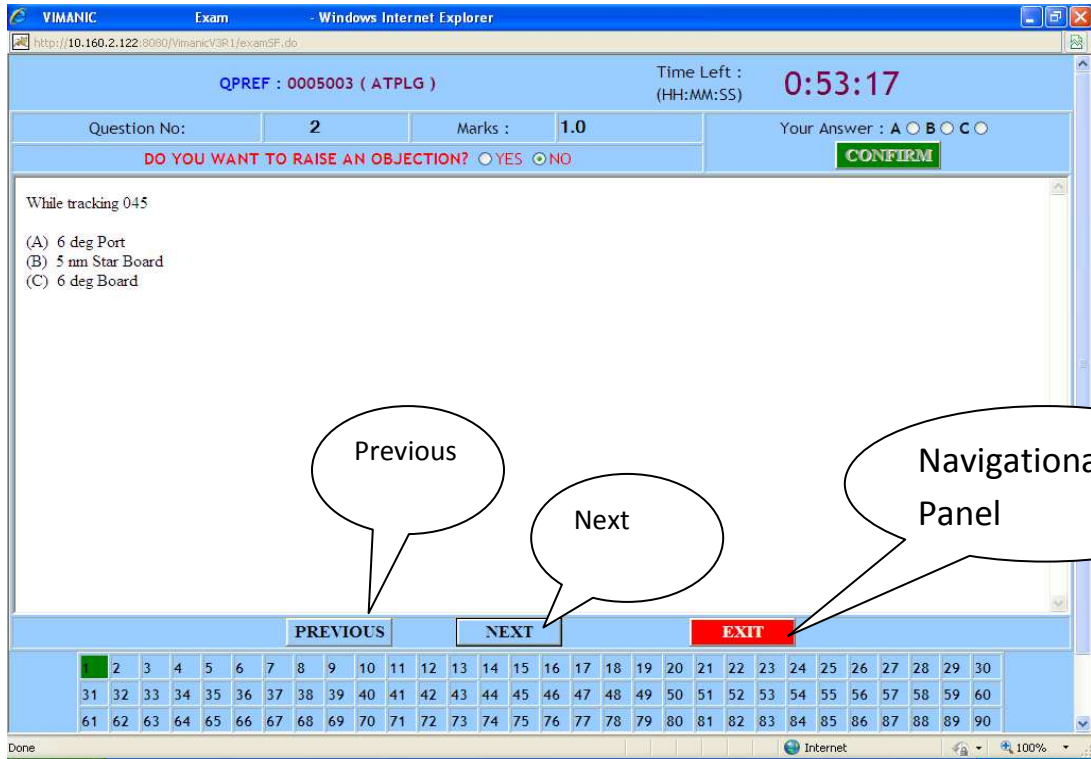 VIMANIC Exam - Windows Internet Explorer
http://10.160.2.122:8080/VimanicV3R1/examSF.do
QPREF : 0005003 ( ATPLG )
Time Left :
(HH:MM:SS)
0:53:17
Question No: 2 Marks : 1.0 Your Answer : A B C
DO YOU WANT TO RAISE AN OBJECTION? YES NO
CONFIRM
While tracking 045
(A) 6 deg Port
(B) 5 nm Star Board
(C) 6 deg Board
Previous
Next
Navigationa
Panel
PREVIOUS NEXT EXIT
1 2 3 4 5 6 7 8 9 10 11 12 13 14 15 16 17 18 19 20 21 22 23 24 25 26 27 28 29 30
31 32 33 34 35 36 37 38 39 40 41 42 43 44 45 46 47 48 49 50 51 52 53 54 55 56 57 58 59 60
61 62 63 64 65 66 67 68 69 70 71 72 73 74 75 76 77 78 79 80 81 82 83 84 85 86 87 88 89 90
Done Internet 100%